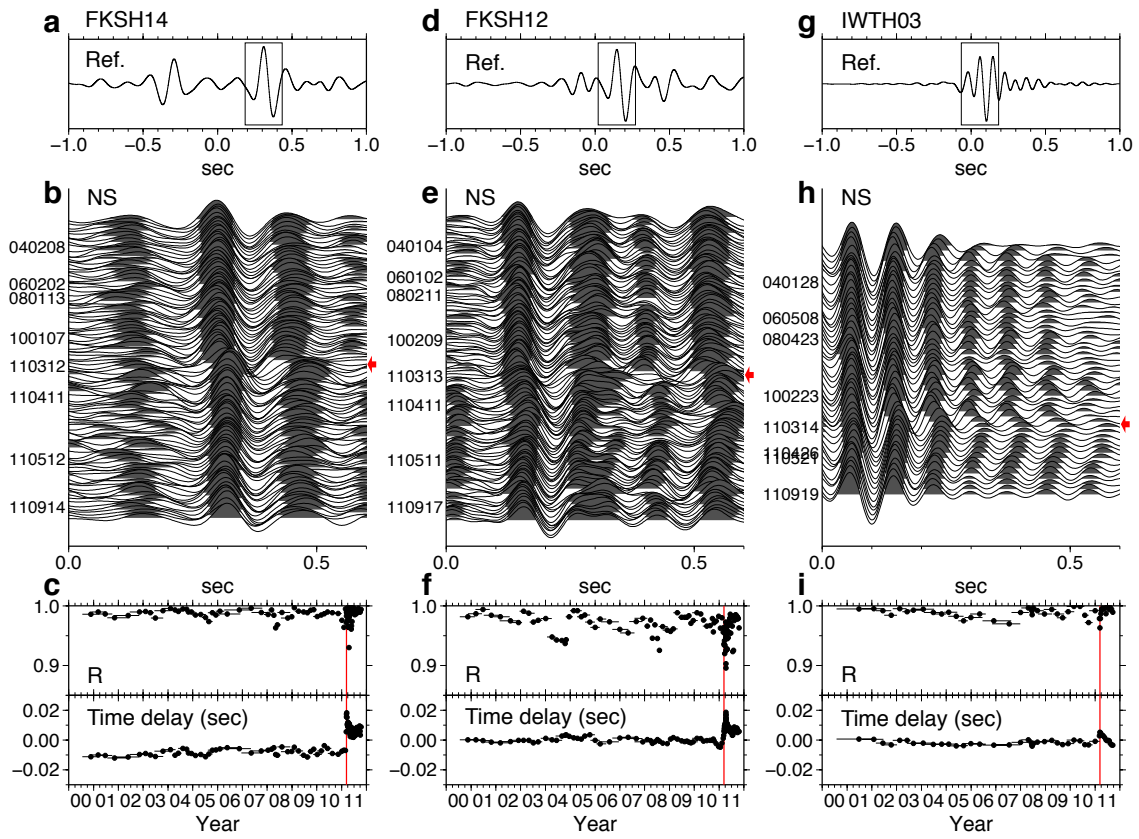 a FKSH14
Ref.
−1.0 −0.5 0.0 0.5 1.0
sec
b NS
040208
060202
080113
100107
110312
110411
110512
110914
0.0 0.5
sec
c
1.0
0.9
R
0.02
0.00
−0.02
Time delay (sec)
00 01 02 03 04 05 06 07 08 09 10 11
Year
d FKSH12
Ref.
−1.0 −0.5 0.0 0.5 1.0
sec
e NS
040104
060102
080211
100209
110313
110411
110511
110917
0.0 0.5
sec
f
1.0
0.9
R
0.02
0.00
−0.02
Time delay (sec)
00 01 02 03 04 05 06 07 08 09 10 11
Year
g IWTH03
Ref.
−1.0 −0.5 0.0 0.5 1.0
sec
h NS
040128
060508
080423
100223
110314
110426
110521
110919
0.0 0.5
sec
i
1.0
0.9
R
0.02
0.00
−0.02
Time delay (sec)
00 01 02 03 04 05 06 07 08 09 10 11
Year